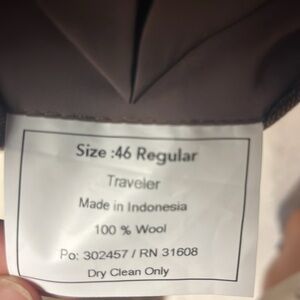 Size :46 Regular
Traveler
Made in Indonesia
100 % Wool
Po: 302457 / RN 31608
Dry Clean Only